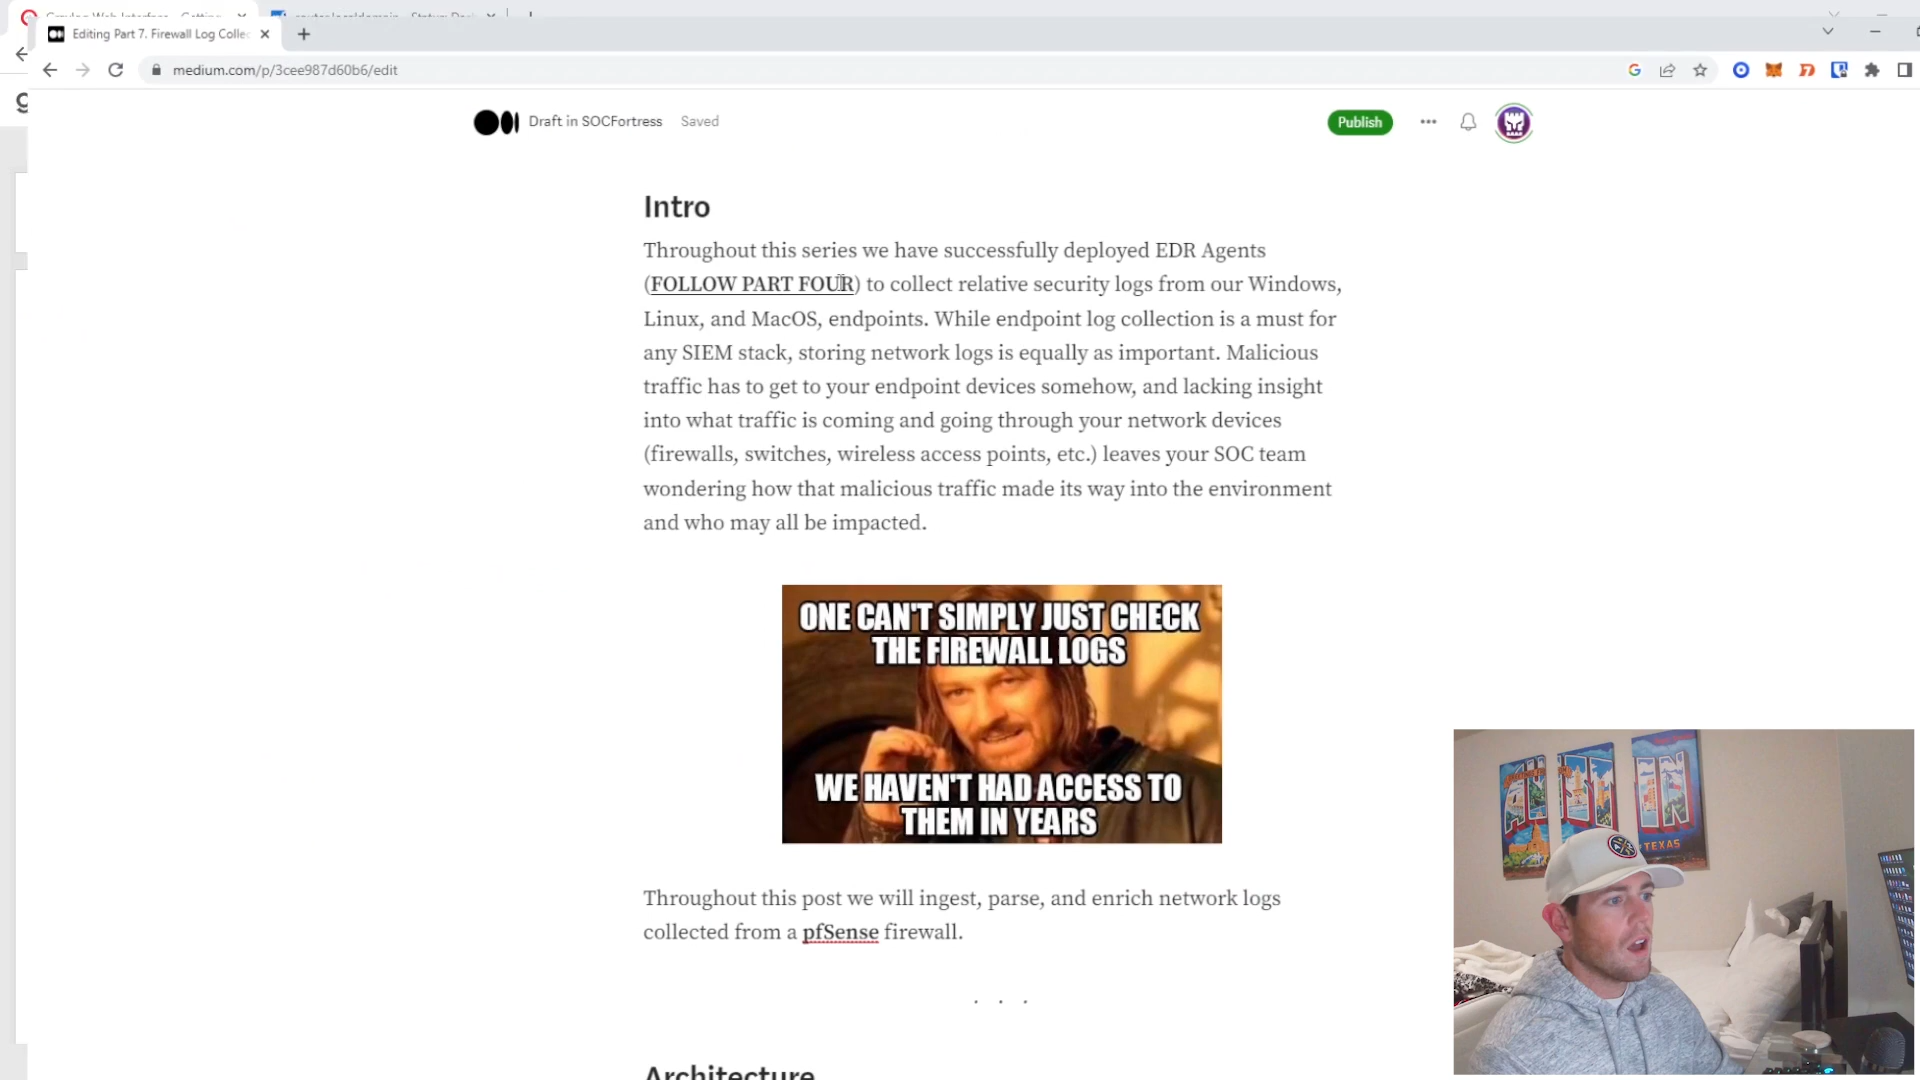 Editing Part 7. Firewall Log Collec
medium.com/p/3cee987d60b6/edit
Draft in SOCFortress Saved
Publish
Intro
Throughout this series we have successfully deployed EDR Agents
(FOLLOW PART FOUR) to collect relative security logs from our Windows,
Linux, and MacOS, endpoints. While endpoint log collection is a must for
any SIEM stack, storing network logs is equally as important. Malicious
traffic has to get to your endpoint devices somehow, and lacking insight
into what traffic is coming and going through your network devices
(firewalls, switches, wireless access points, etc.) leaves your SOC team
wondering how that malicious traffic made its way into the environment
and who may all be impacted.
ONE CAN'T SIMPLY JUST CHECK
THE FIREWALL LOGS
WE HAVEN'T HAD ACCESS TO
THEM IN YEARS
Throughout this post we will ingest, parse, and enrich network logs
collected from a pfSense firewall.
. . .
Architecture
AUSTIN
TEXAS